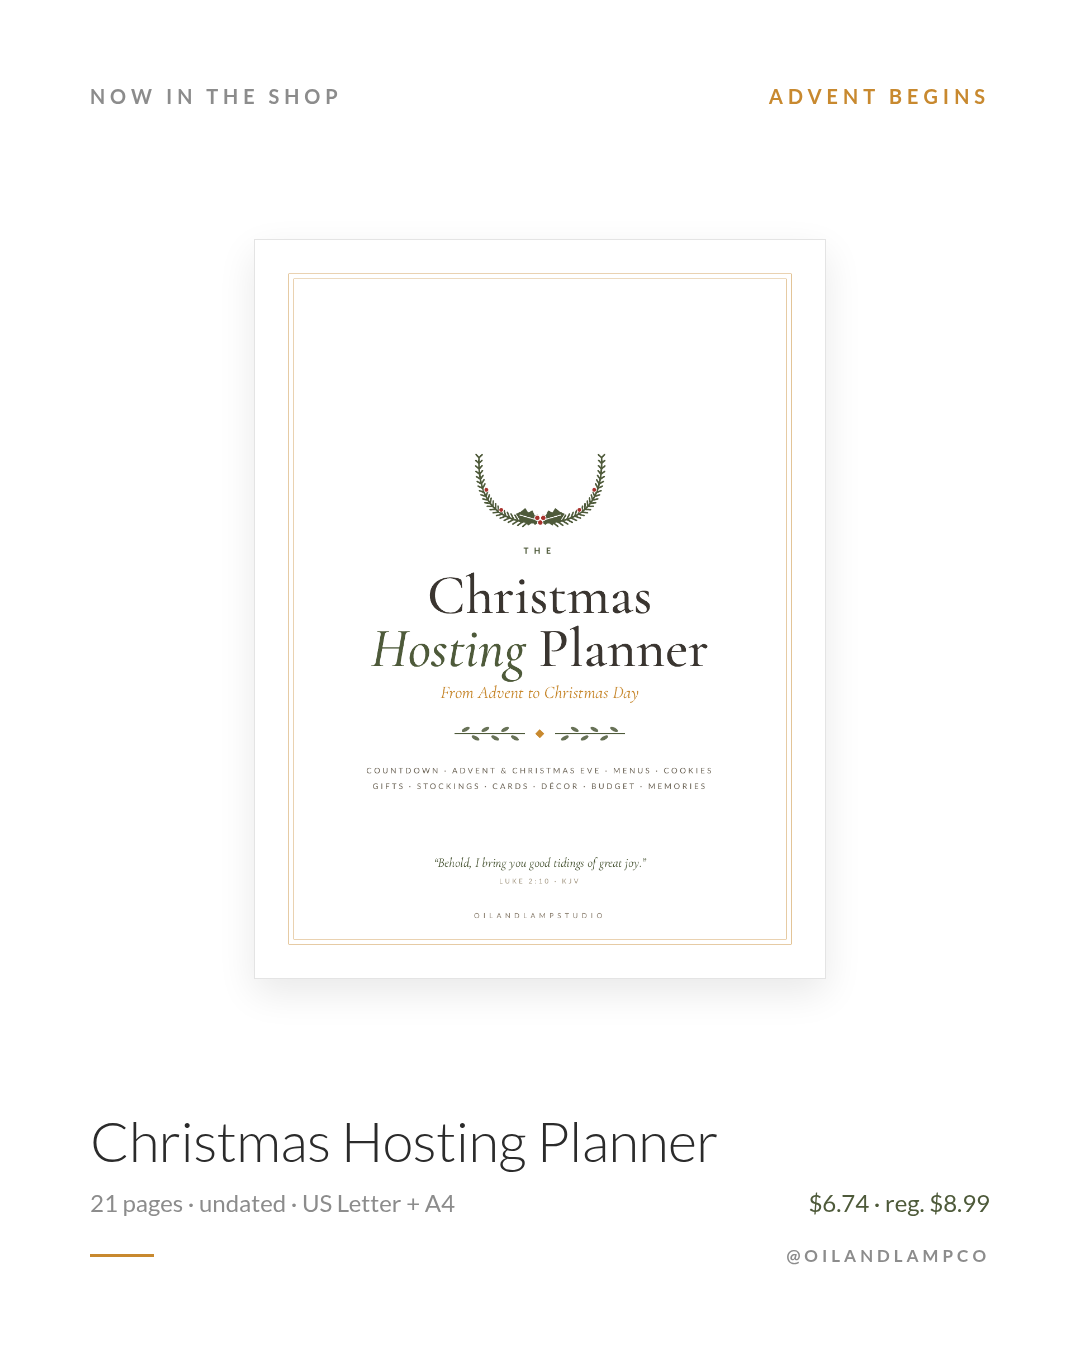 NOW IN THE SHOP
ADVENT BEGINS
THE
Christmas
Hosting Planner
From Advent to Christmas Day
COUNTDOWN · ADVENT & CHRISTMAS EVE · MENUS · COOKIES
GIFTS · STOCKINGS · CARDS · DÉCOR · BUDGET · MEMORIES
“Behold, I bring you good tidings of great joy.”
LUKE 2:10 · KJV
OILANDLAMPSTUDIO
Christmas Hosting Planner
21 pages · undated · US Letter + A4
$6.74 · reg. $8.99
@OILANDLAMPCO